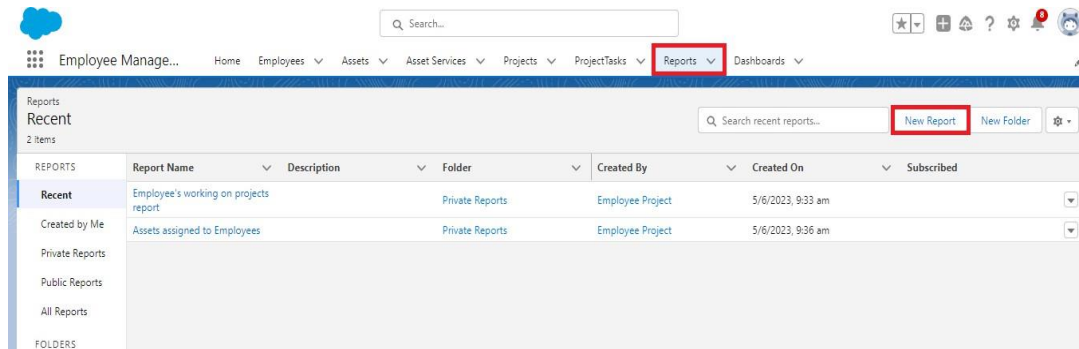 Search...
8
Employee Manage...
Home Employees Assets Asset Services Projects ProjectTasks Reports Dashboards
Reports
Recent
2 items
Search recent reports...
New Report New Folder
REPORTS
Report Name Description Folder Created By Created On Subscribed
Recent
Employee's working on projects
report
Private Reports Employee Project 5/6/2023, 9:33 am
Created by Me
Assets assigned to Employees Private Reports Employee Project 5/6/2023, 9:36 am
Private Reports
Public Reports
All Reports
FOLDERS